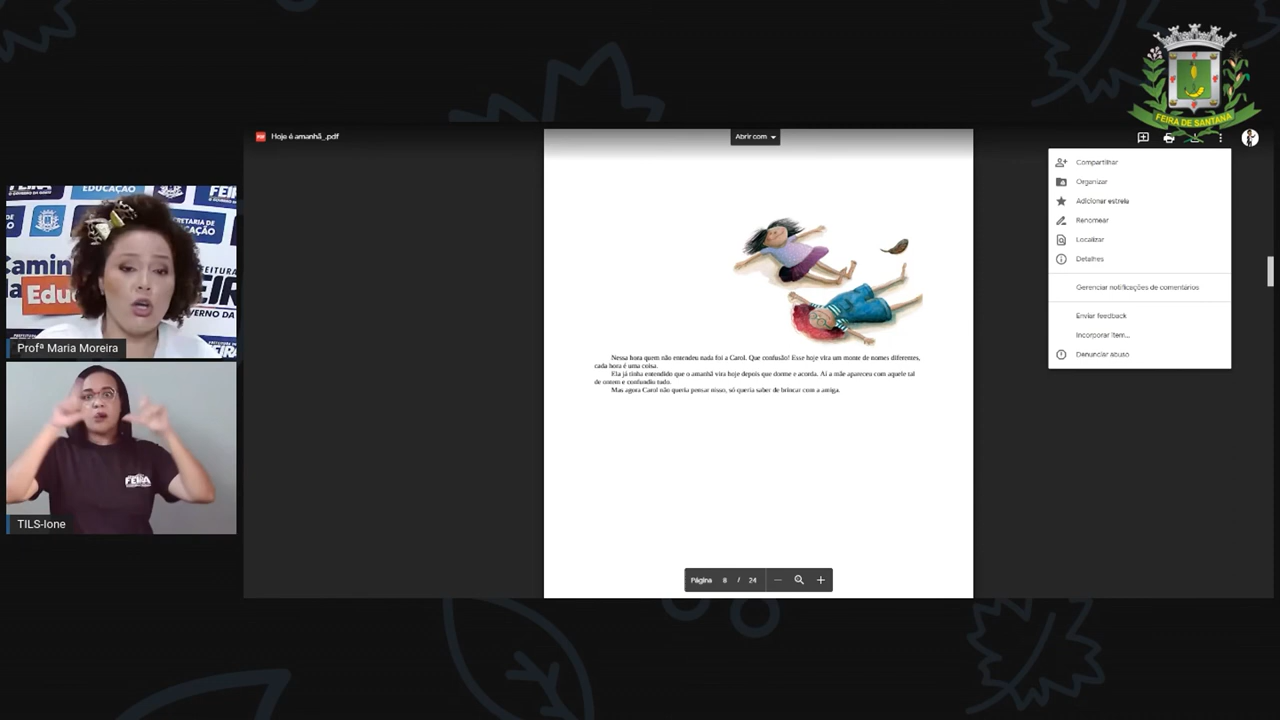 FEIRA DE SANTANA
Hoje é amanhã_.pdf
Abrir com
Compartilhar
Organizar
Adicionar estrela
Renomear
Localizar
Detalhes
Gerenciar notificações de comentários
Enviar feedback
Incorporar item...
Denunciar abuso
EDUCAÇÃO
Profª Maria Moreira
FEIRA
TILS-Ione
Nessa hora quem não entendeu nada foi a Carol. Que confusão! Esse hoje vira um monte de nomes diferentes,
cada hora é uma coisa.
Ela já tinha entendido que o amanhã vira hoje depois que dorme e acorda. Aí a mãe apareceu com aquele tal
de ontem e confundiu tudo.
Mas agora Carol não queria pensar nisso, só queria saber de brincar com a amiga.
Página 8 / 24